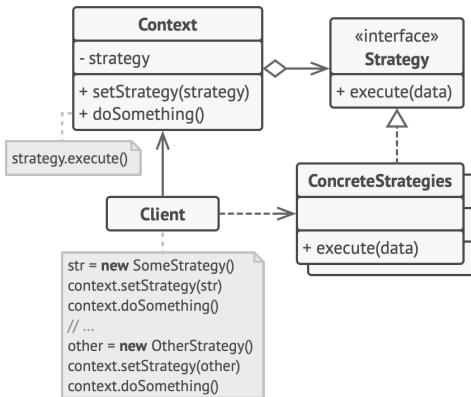 Context
- strategy
+ setStrategy(strategy)
+ doSomething()
«interface»
Strategy
+ execute(data)
strategy.execute()
Client
ConcreteStrategies
+ execute(data)
str = new SomeStrategy()
context.setStrategy(str)
context.doSomething()
// ...
other = new OtherStrategy()
context.setStrategy(other)
context.doSomething()